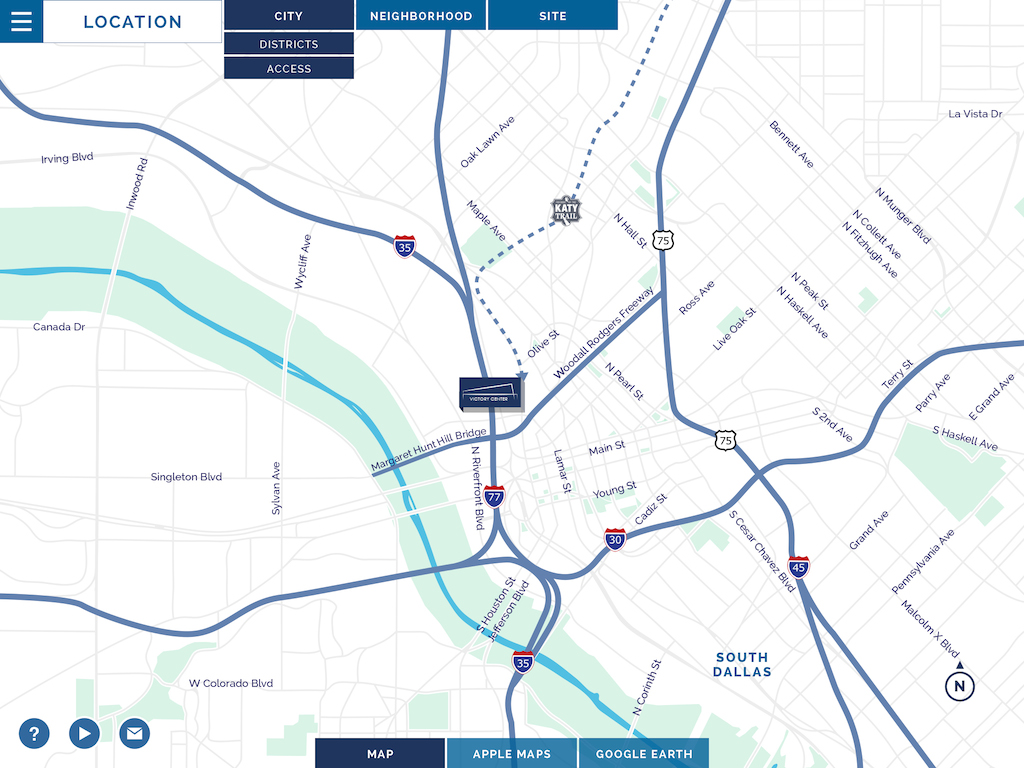 LOCATION
CITY
NEIGHBORHOOD
SITE
DISTRICTS
ACCESS
La Vista Dr
Bennett Ave
Oak Lawn Ave
Irving Blvd
Inwood Rd
N Munger Blvd
N Collett Ave
N Fitzhugh Ave
KATY
TRAIL
Maple Ave
N Hall St
75
35
Wycliff Ave
N Peak St
N Haskell Ave
Ross Ave
Live Oak St
Woodall Rodgers Freeway
Olive St
Canada Dr
N Pearl St
VICTORY CENTER
Terry St
Parry Ave
E Grand Ave
S 2nd Ave
S Haskell Ave
75
Margaret Hunt Hill Bridge
Main St
Lamar St
Young St
Cadiz St
Singleton Blvd
Sylvan Ave
N Riverfront Blvd
77
30
S Cesar Chavez Blvd
Grand Ave
Pennsylvania Ave
45
S Houston St
Jefferson Blvd
Malcolm X Blvd
35
SOUTH
DALLAS
N Corinth St
W Colorado Blvd
N
?
MAP
APPLE MAPS
GOOGLE EARTH